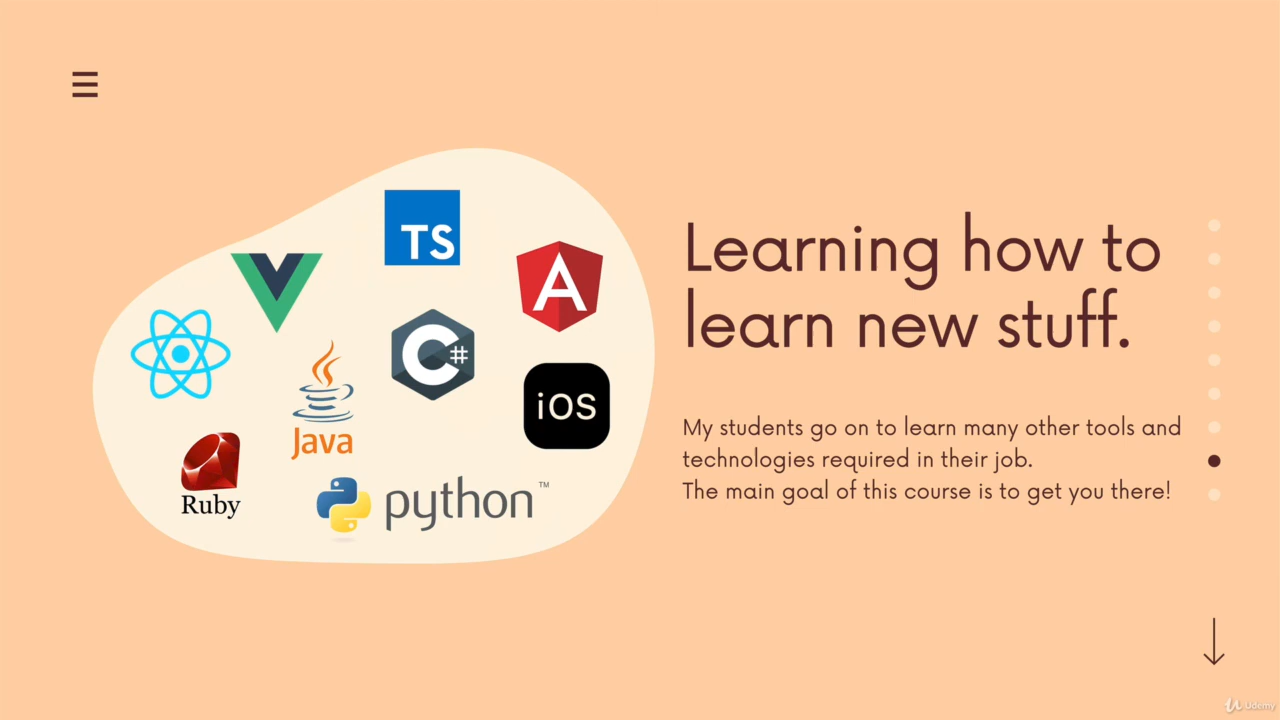 TS
A
C#
iOS
Java
Ruby
python™
Learning how to
learn new stuff.
My students go on to learn many other tools and
technologies required in their job.
The main goal of this course is to get you there!
Udemy